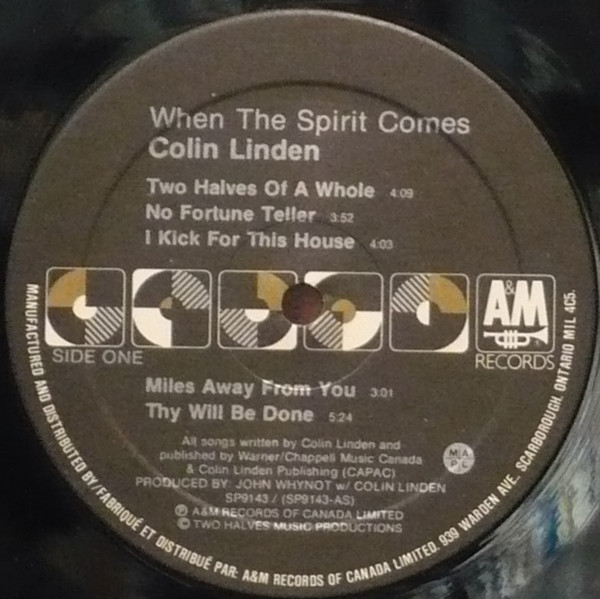 When The Spirit Comes
Colin Linden
Two Halves Of A Whole 4:09
No Fortune Teller 3:52
I Kick For This House 4:03
A&M
SIDE ONE
RECORDS
Miles Away From You 3:01
Thy Will Be Done 5:24
All songs written by Colin Linden and
published by Warner/Chappell Music Canada
& Colin Linden Publishing (CAPAC)
MAPL
PRODUCED BY: JOHN WHYNOT w/ COLIN LINDEN
SP9143 / (SP9143-AS)
Ⓟ A&M RECORDS OF CANADA LIMITED
© TWO HALVES MUSIC PRODUCTIONS
MANUFACTURED AND DISTRIBUTED BY/FABRIQUÉ ET DISTRIBUÉ PAR: A&M RECORDS OF CANADA LIMITED. 939 WARDEN AVE. SCARBOROUGH. ONTARIO M1L 4C5.